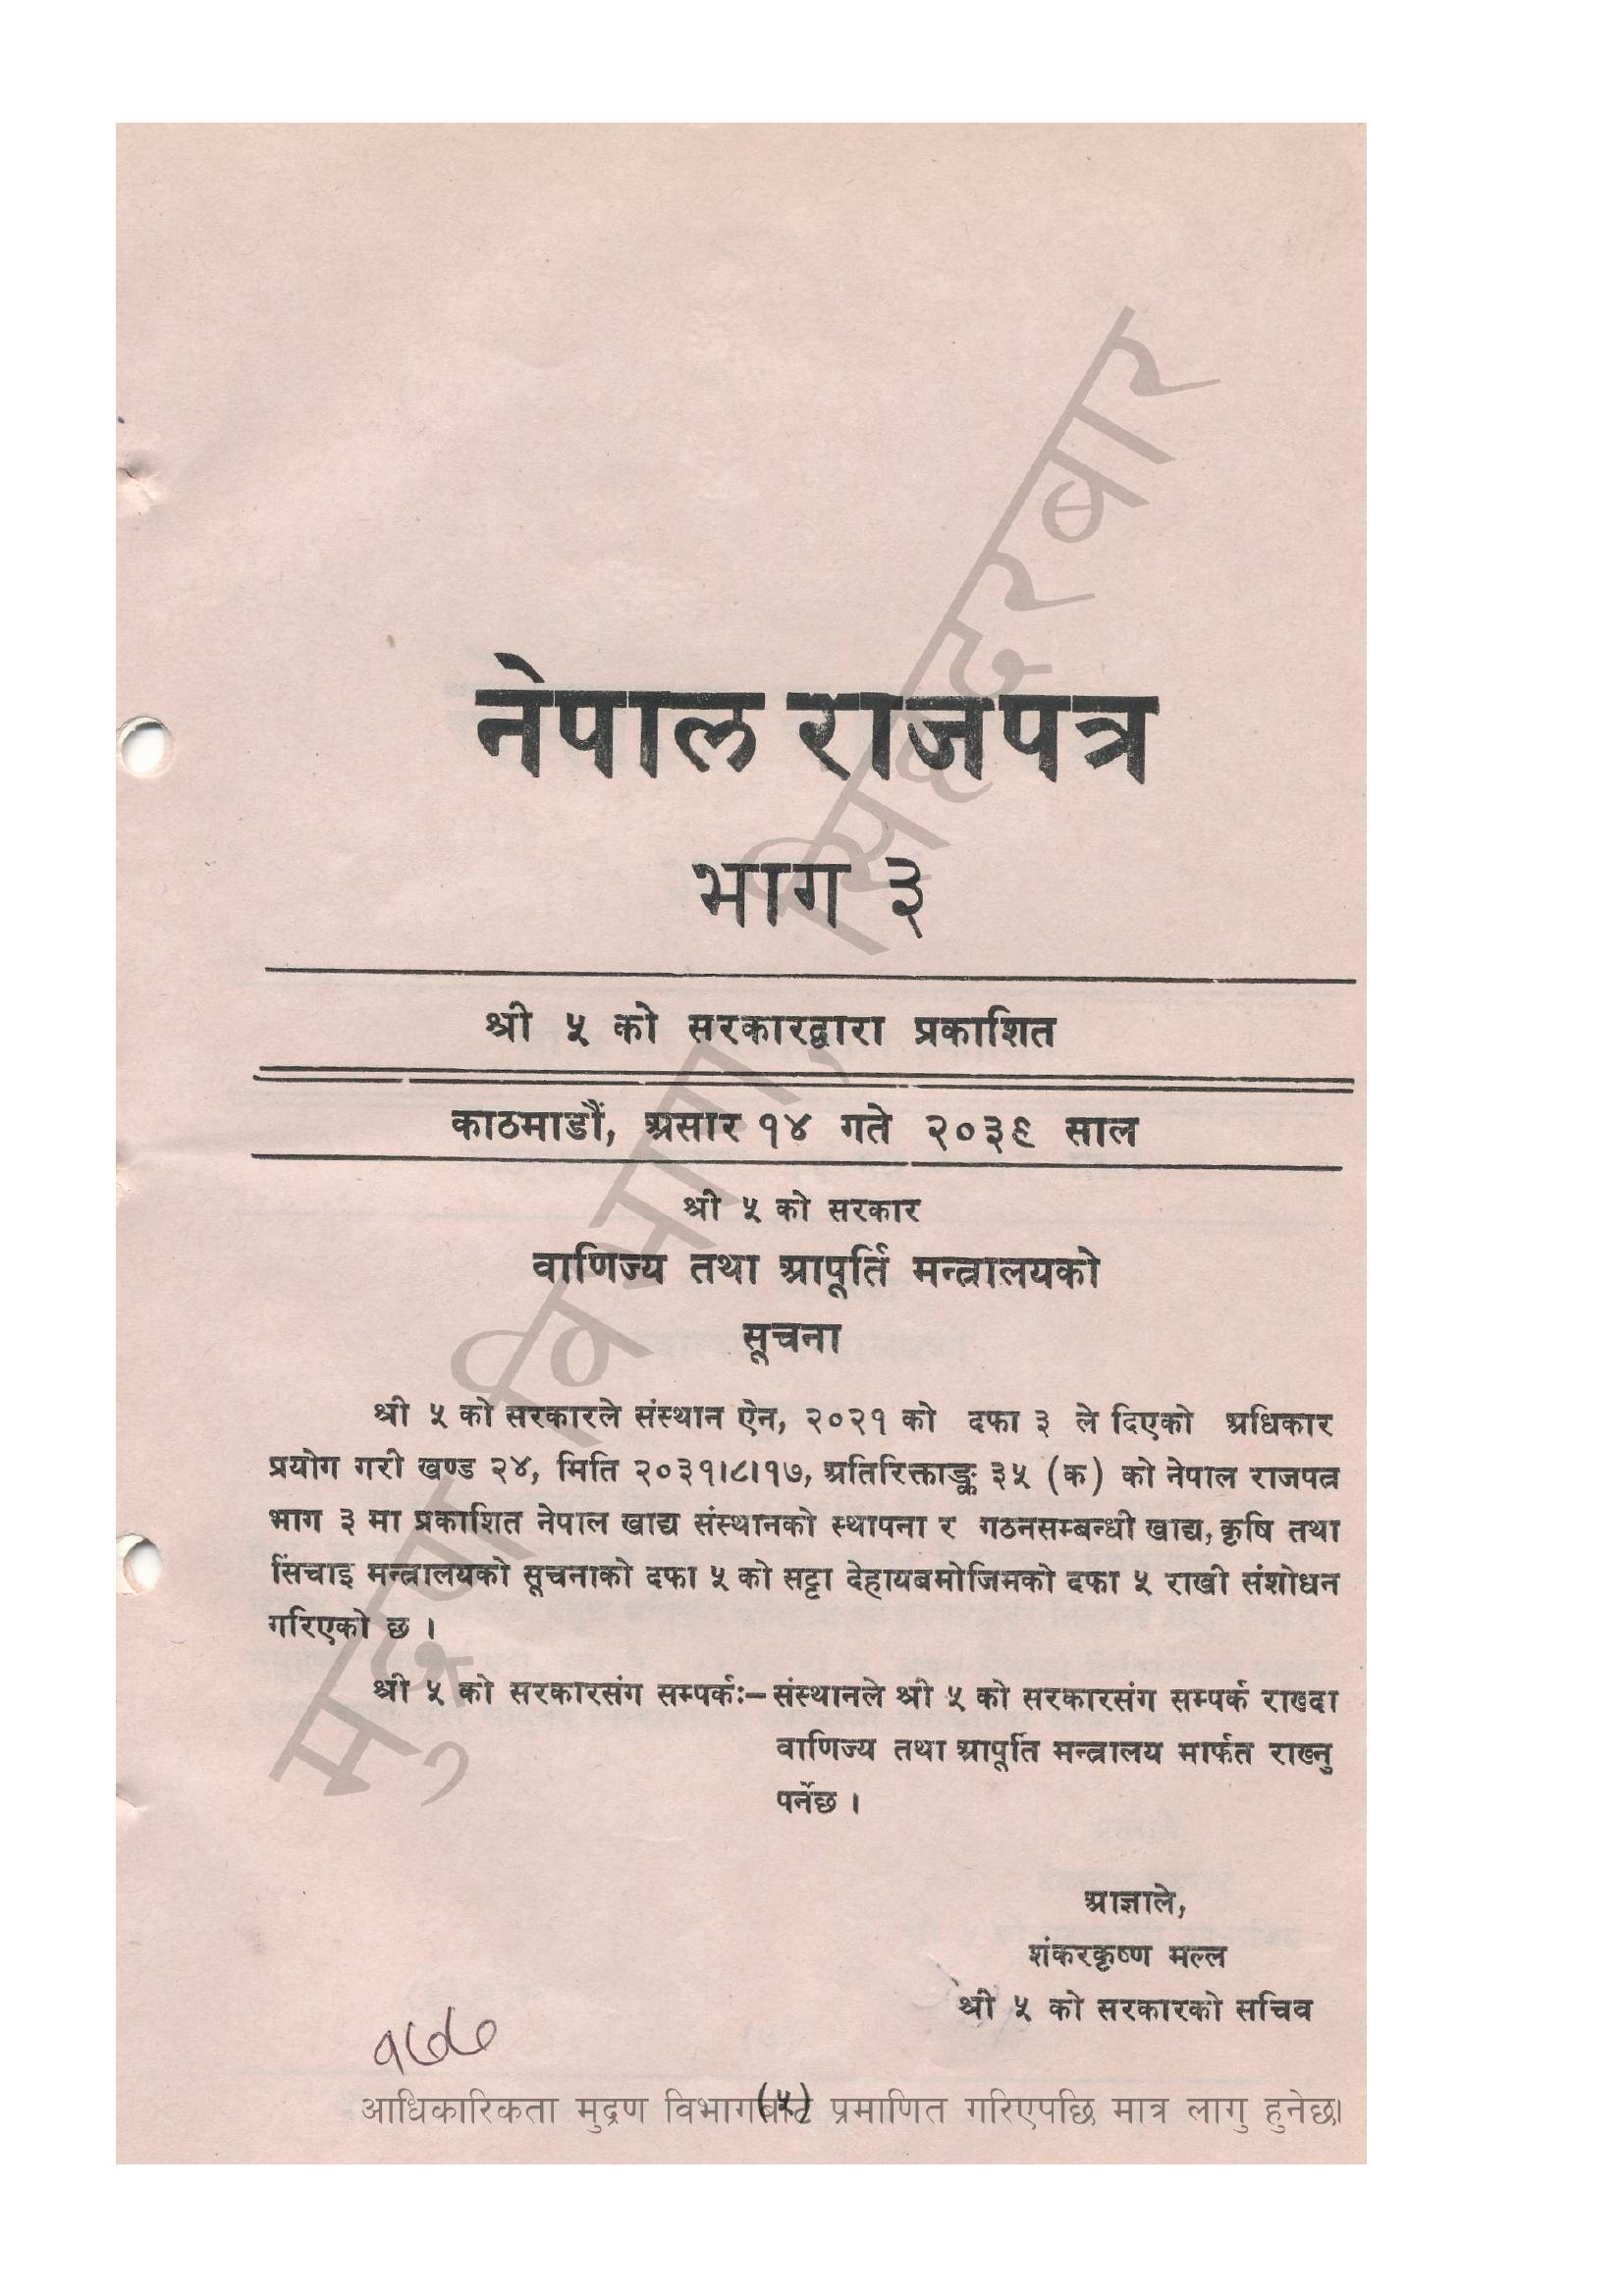 नेपाल राजपत्र
भाग ३
श्री ५ को सरकारद्वारा प्रकाशित
काठमाडौं, असार १४ गते २०३९ साल
श्री ५ को सरकार
वाणिज्य तथा आपूर्ति मन्त्रालयको
सूचना
श्री ५ को सरकारले संस्थान ऐन, २०२१ को दफा ३ ले दिएको अधिकार
प्रयोग गरी खण्ड २४, मिति २०३१।८।१७, अतिरिक्ताङ्क ३५ (क) को नेपाल राजपत्र
भाग ३ मा प्रकाशित नेपाल खाद्य संस्थानको स्थापना र गठनसम्बन्धी खाद्य, कृषि तथा
सिंचाइ मन्त्रालयको सूचनाको दफा ५ को सट्टा देहायबमोजिमको दफा ५ राखी संशोधन
गरिएको छ ।
श्री ५ को सरकारसंग सम्पर्कः– संस्थानले श्री ५ को सरकारसंग सम्पर्क राख्दा
वाणिज्य तथा आपूर्ति मन्त्रालय मार्फत राख्नु
पर्नेछ ।
आज्ञाले,
शंकरकृष्ण मल्ल
श्री ५ को सरकारको सचिव
१७७
(५)
आधिकारिकता मुद्रण विभागबाट प्रमाणित गरिएपछि मात्र लागु हुनेछ।
मुद्रण विभाग, सिंहदरबार